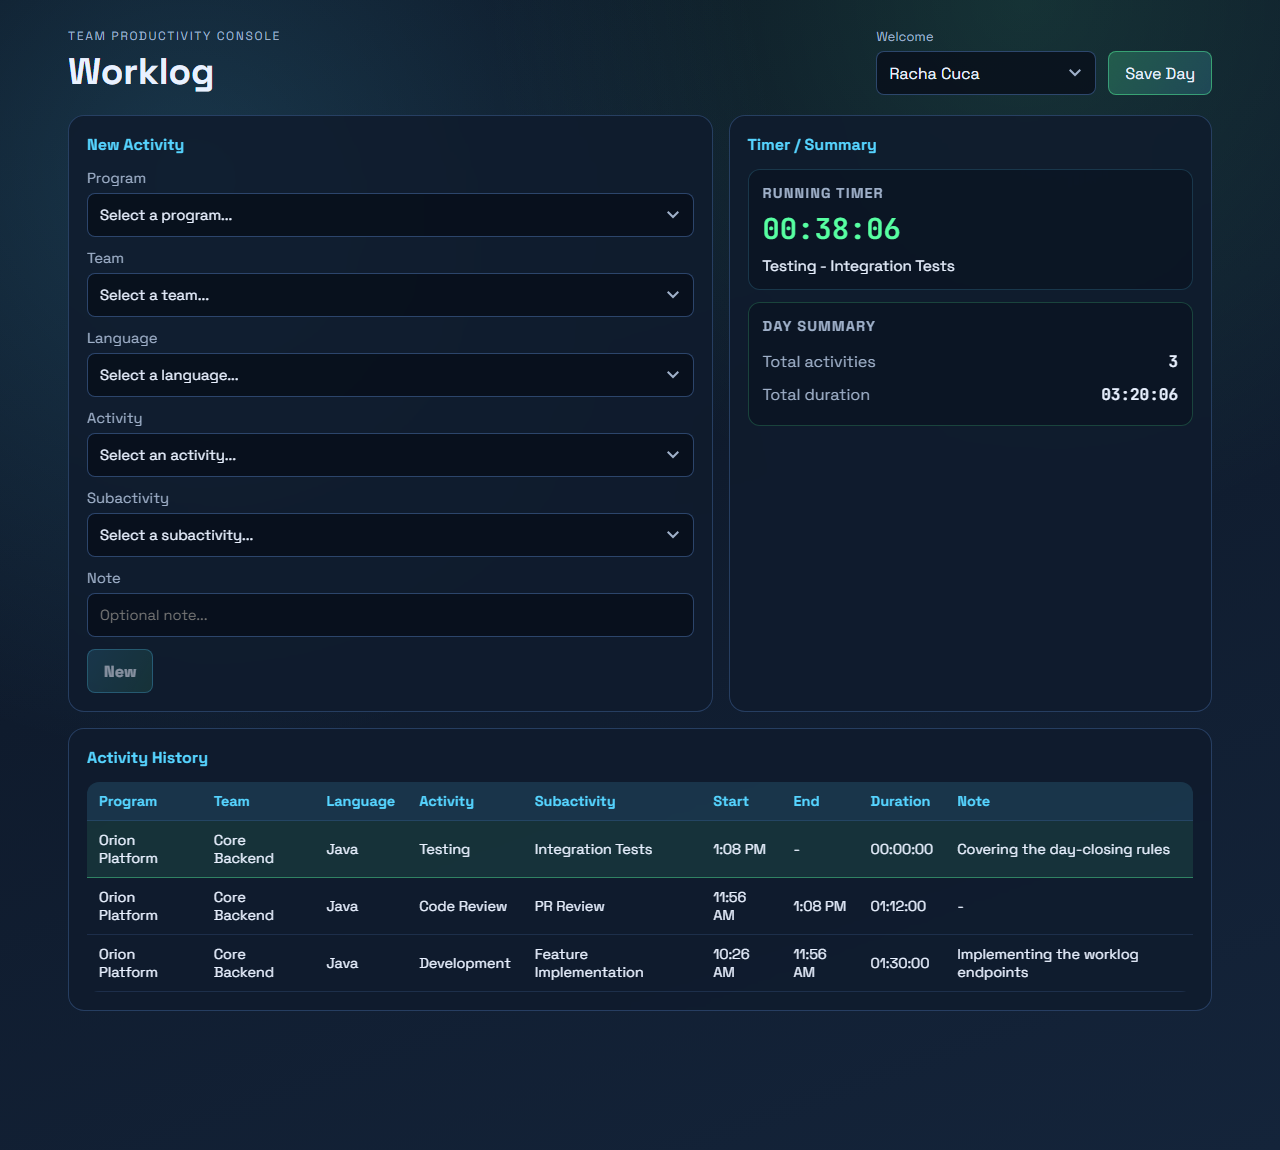 TEAM PRODUCTIVITY CONSOLE
Worklog
Welcome
Racha Cuca
Save Day
New Activity
Program
Select a program...
Team
Select a team...
Language
Select a language...
Activity
Select an activity...
Subactivity
Select a subactivity...
Note
Optional note...
New
Timer / Summary
RUNNING TIMER
00:38:06
Testing - Integration Tests
DAY SUMMARY
Total activities 3
Total duration 03:20:06
Activity History
Program Team Language Activity Subactivity Start End Duration Note
Orion Platform Core Backend Java Testing Integration Tests 1:08 PM - 00:00:00 Covering the day-closing rules
Orion Platform Core Backend Java Code Review PR Review 11:56 AM 1:08 PM 01:12:00 -
Orion Platform Core Backend Java Development Feature Implementation 10:26 AM 11:56 AM 01:30:00 Implementing the worklog endpoints